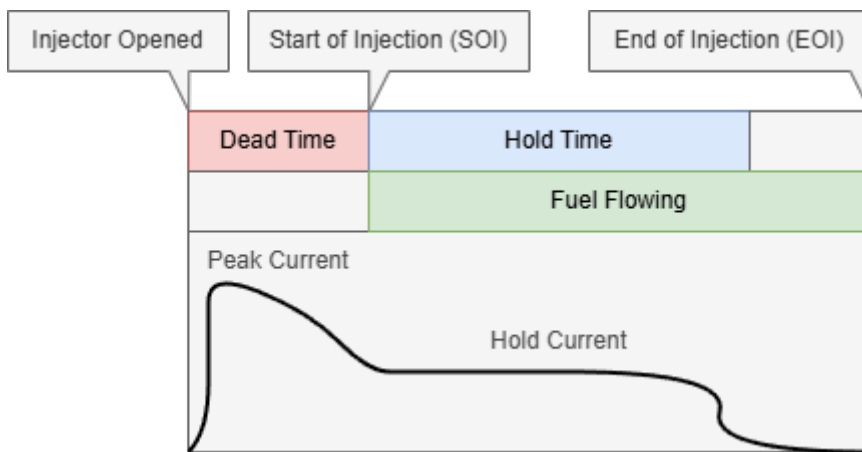 Injector Opened
Start of Injection (SOI)
End of Injection (EOI)
Dead Time
Hold Time
Fuel Flowing
Peak Current
Hold Current